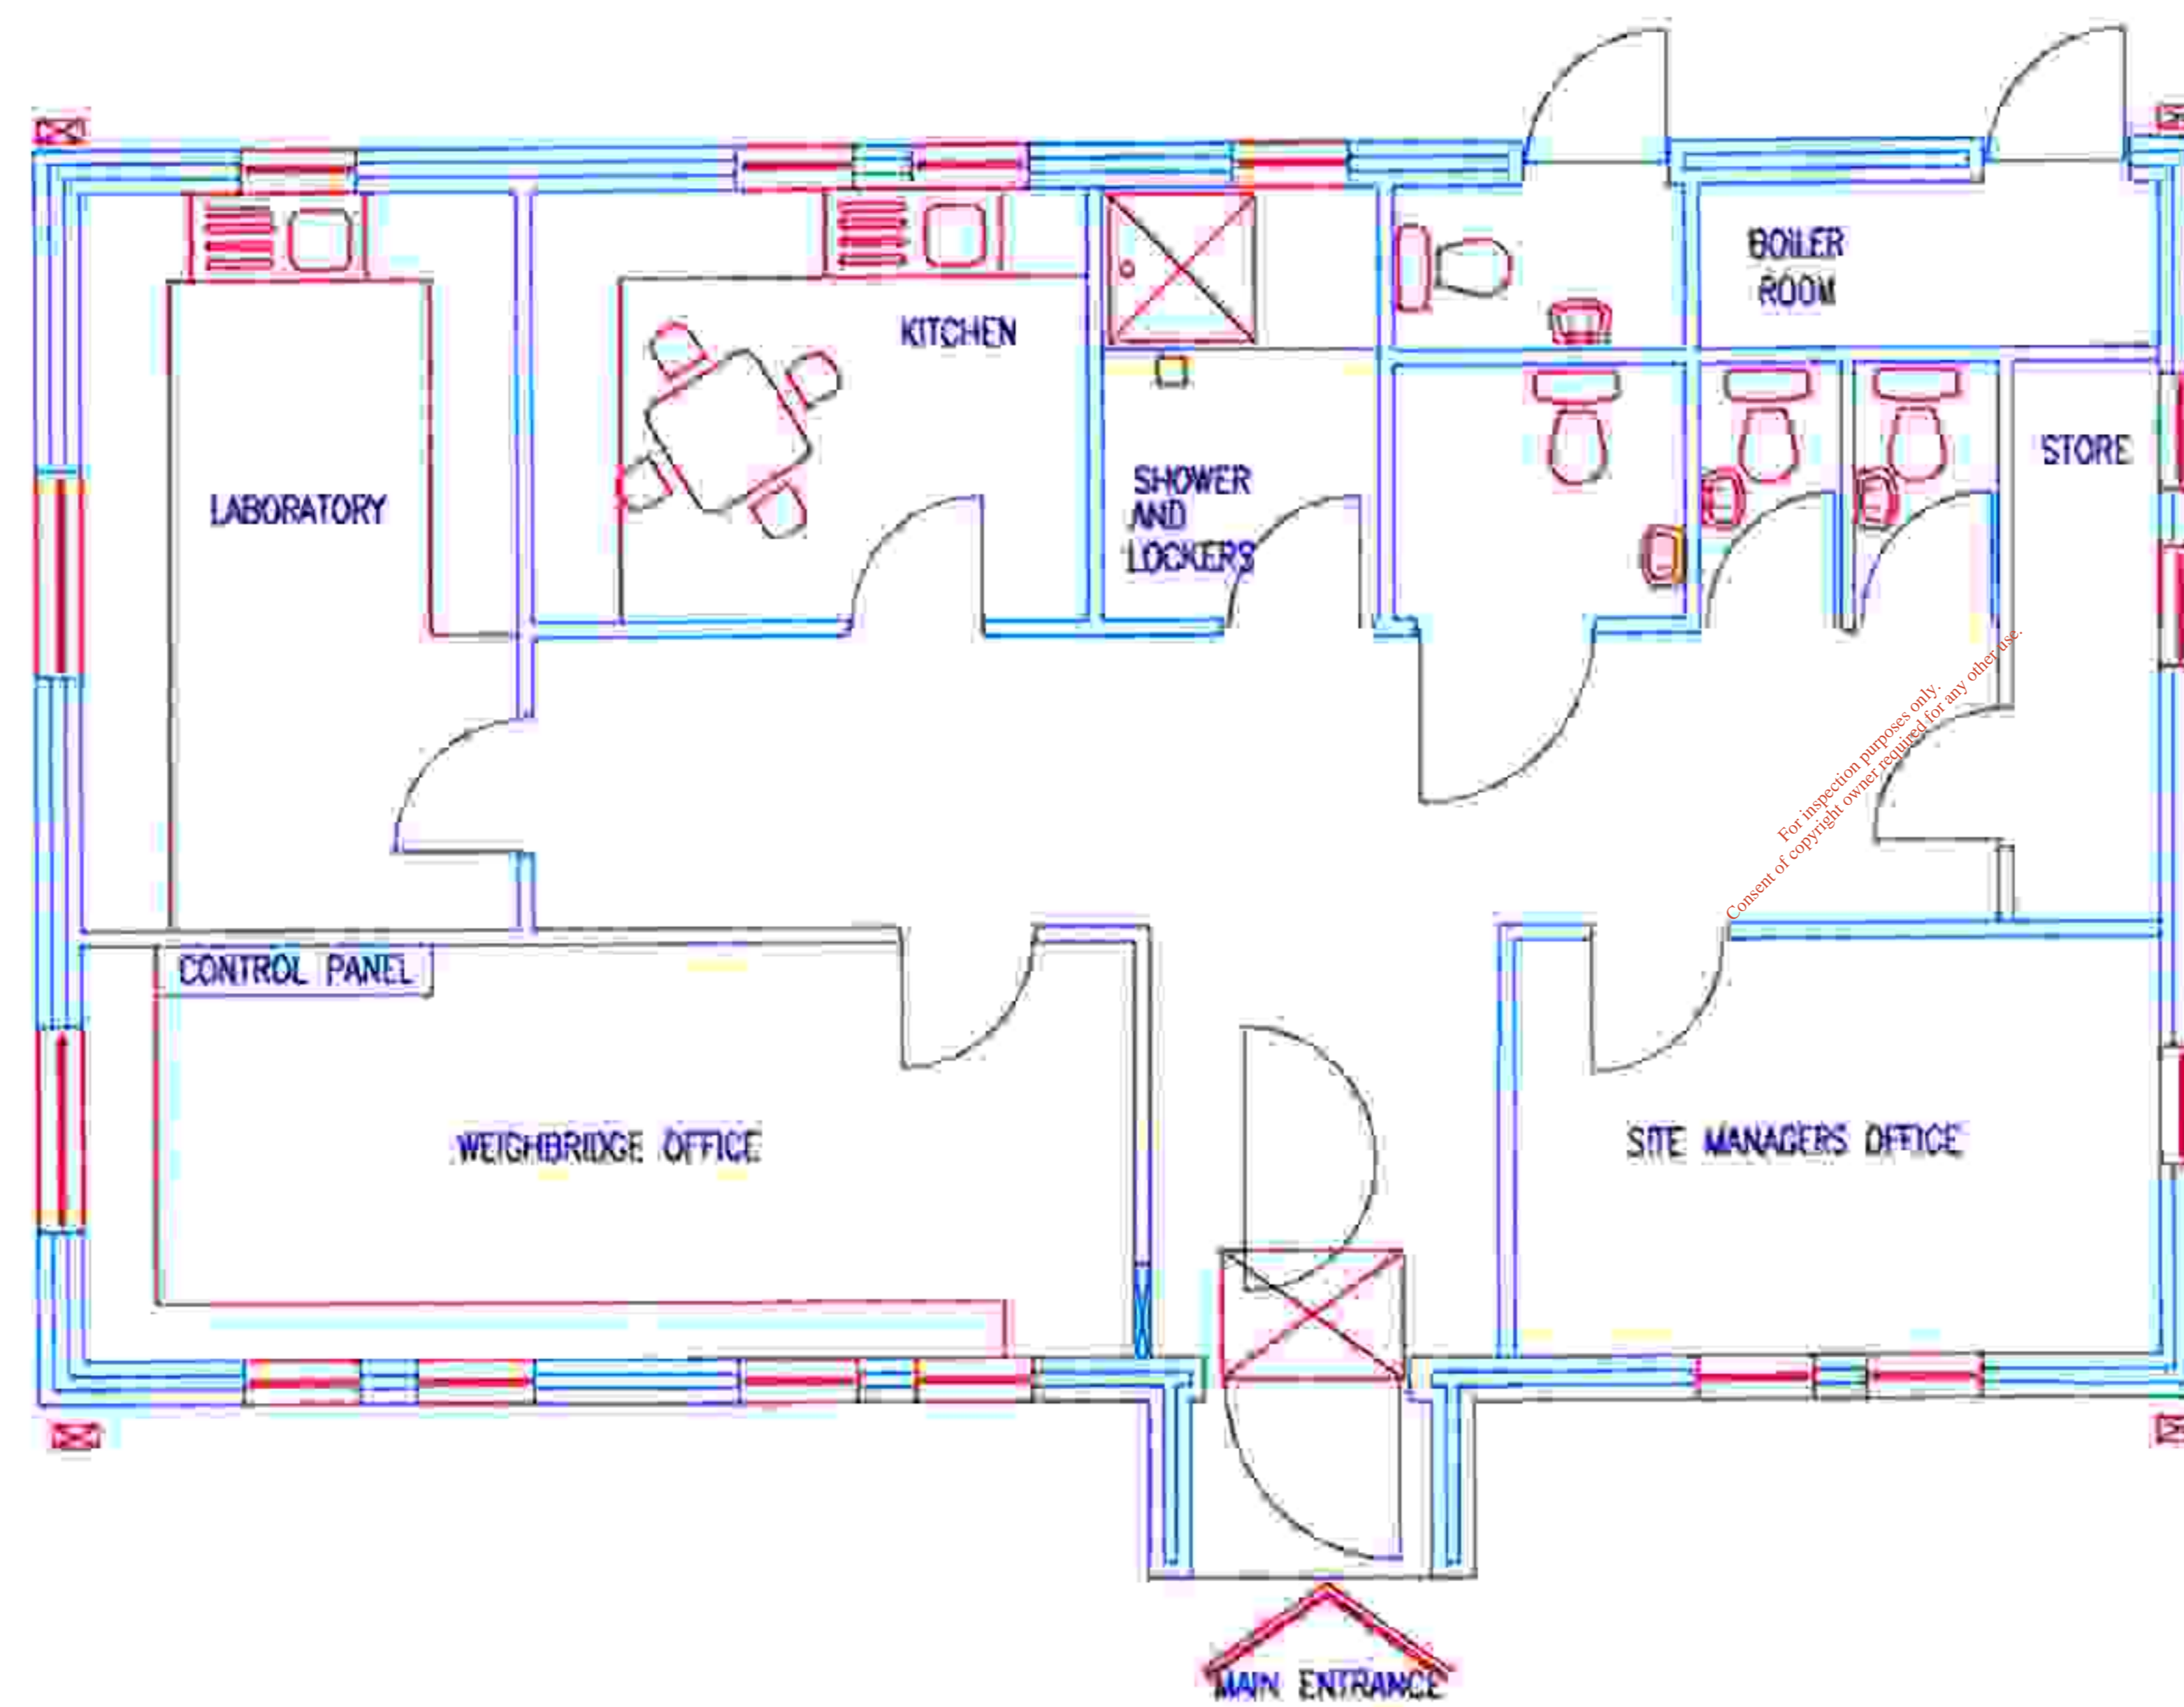 BOILER
ROOM
KITCHEN
STORE
LABORATORY
SHOWER
AND
LOCKERS
For inspection purposes only.
Consent of copyright owner required for any other use.
CONTROL PANEL
WEIGHBRIDGE OFFICE
SITE MANAGERS OFFICE
MAIN ENTRANCE